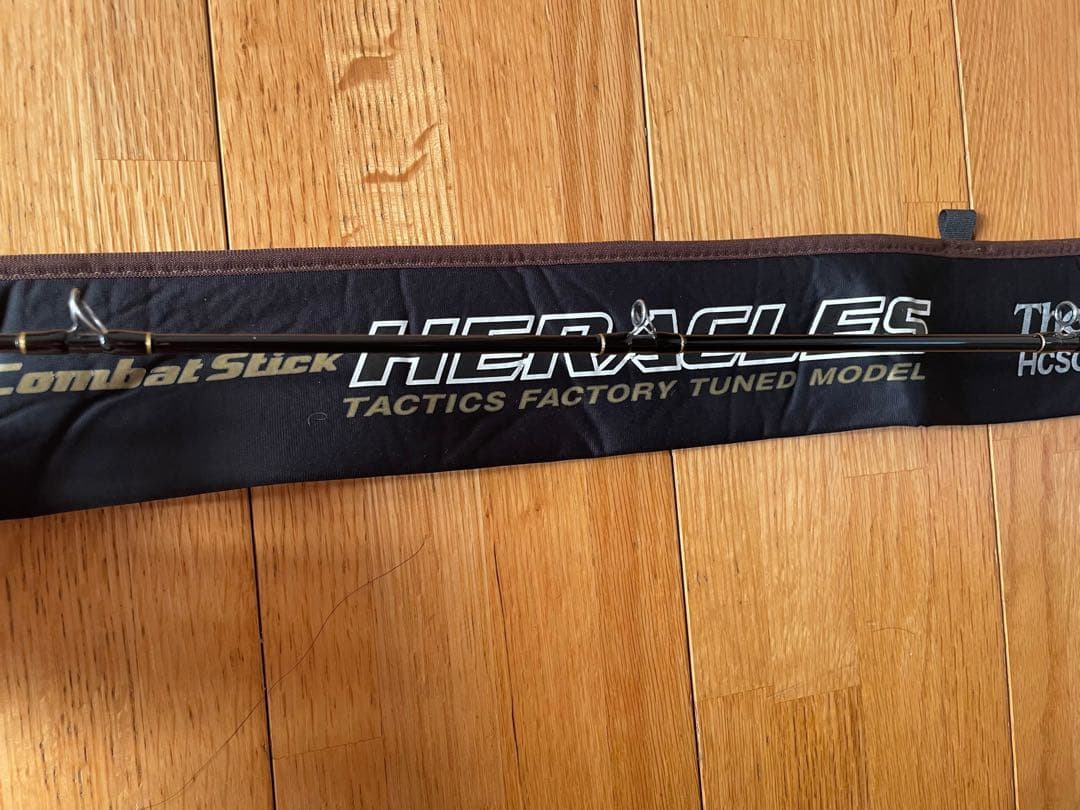 Combat Stick HERACLES
TACTICS FACTORY TUNED MODEL